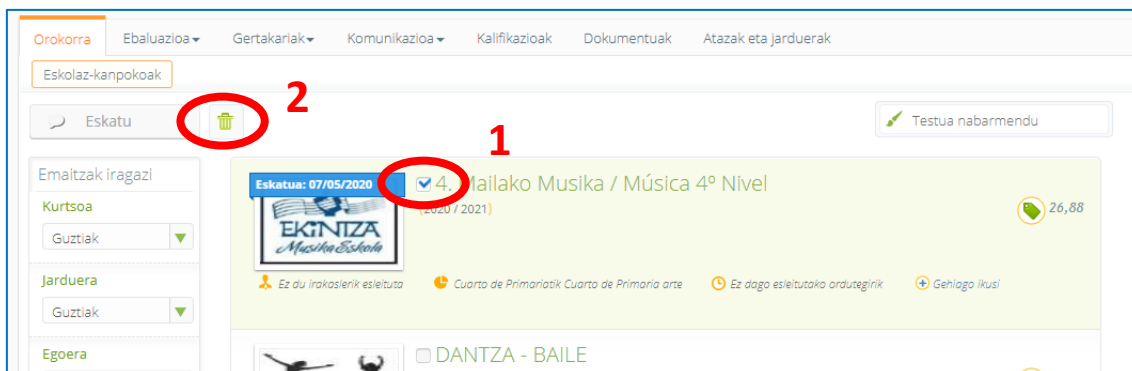 Orokorra Ebaluazioa Gertakariak Komunikazioa Kalifikazioak Dokumentuak Atazak eta jarduerak
Eskolaz-kanpokoak
Eskatu 2 Testua nabarmendu
1
Emaitzak iragazi
Kurtsoa
Guztiak
Jarduera
Guztiak
Egoera
Eskatua: 07/05/2020
4. Mailako Musika / Música 4º Nivel
(2020 / 2021)
26,88
EKINTZA
Musika Eskola
Ez du irakaslerik esleituta Cuarto de Primariatik Cuarto de Primaria arte Ez dago esleitutako ordutegirik Gehiago ikusi
DANTZA - BAILE